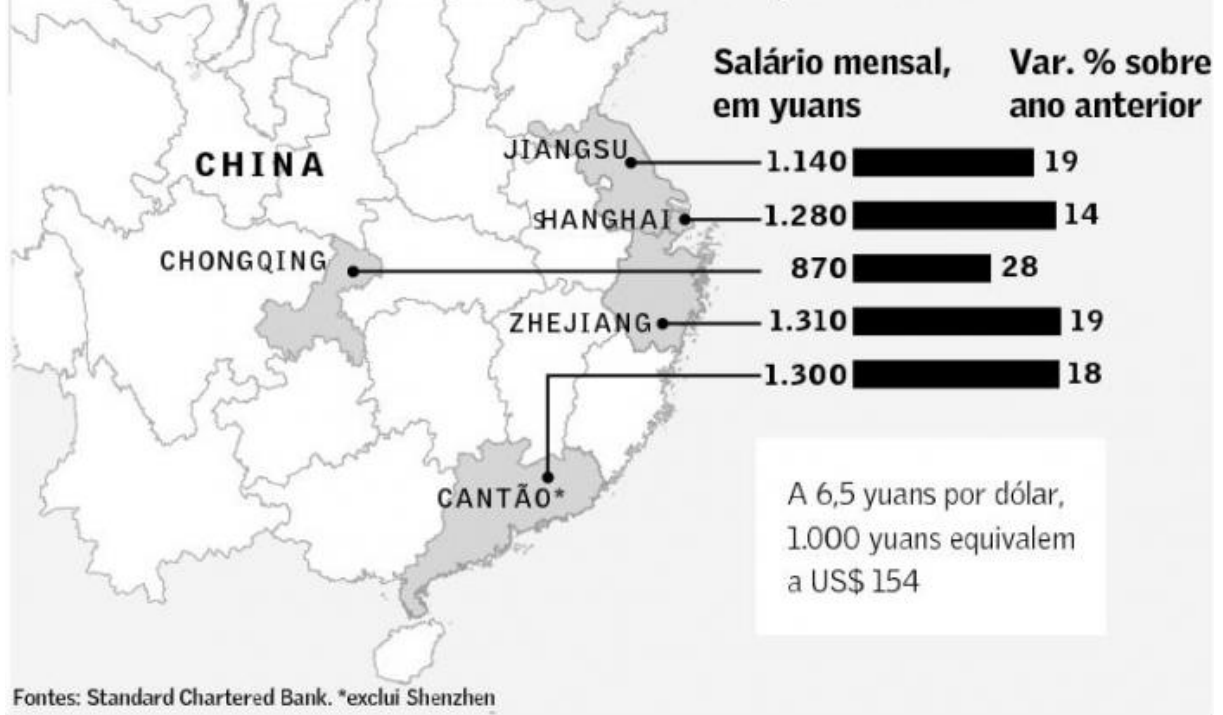 Salário mensal, Var. % sobre
em yuans ano anterior
CHINA
JIANGSU 1.140 19
SHANGHAI 1.280 14
CHONGQING 870 28
ZHEJIANG 1.310 19
1.300 18
CANTÃO*
A 6,5 yuans por dólar,
1.000 yuans equivalem
a US$ 154
Fontes: Standard Chartered Bank. *exclui Shenzhen